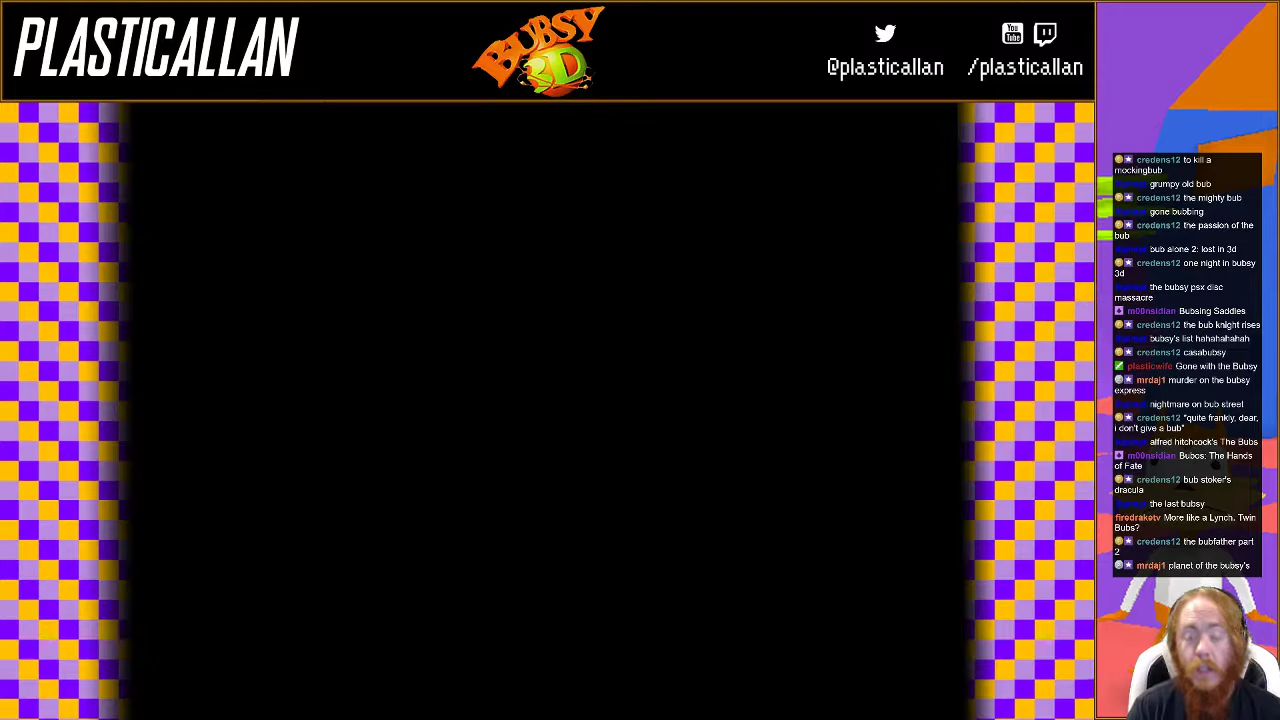 PLASTICALLAN
BUBSY
3D
@plasticallan
You
Tube
/plasticallan
credens12 to kill a
mockingbub
grumpy old bub
credens12 the mighty bub
gone bubbing
credens12 the passion of the
bub
bub alone 2: lost in 3d
credens12 one night in bubsy
3d
the bubsy psx disc
massacre
m00nsidian Bubsing Saddles
credens12 the bub knight rises
bubsy's list hahahahahah
credens12 casabubsy
plasticwife Gone with the Bubsy
mrdaj1 murder on the bubsy
express
nightmare on bub street
credens12 "quite frankly, dear,
i don't give a bub"
alfred hitchcock's The Bubs
m00nsidian Bubos: The Hands
of Fate
credens12 bub stoker's
dracula
the last bubsy
firedraketv More like a Lynch. Twin
Bubs?
credens12 the bubfather part
2
mrdaj1 planet of the bubsy's